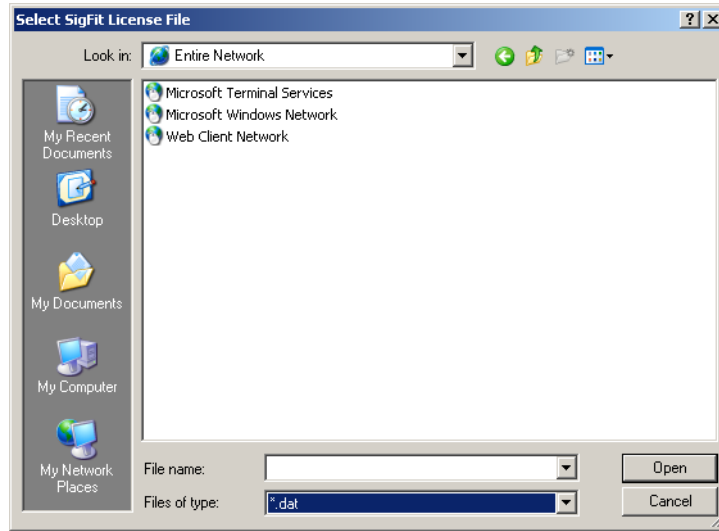 Select SigFit License File
Look in: Entire Network
Microsoft Terminal Services
Microsoft Windows Network
Web Client Network
My Recent
Documents
Desktop
My Documents
My Computer
My Network
Places
File name:
Open
Files of type: *.dat
Cancel